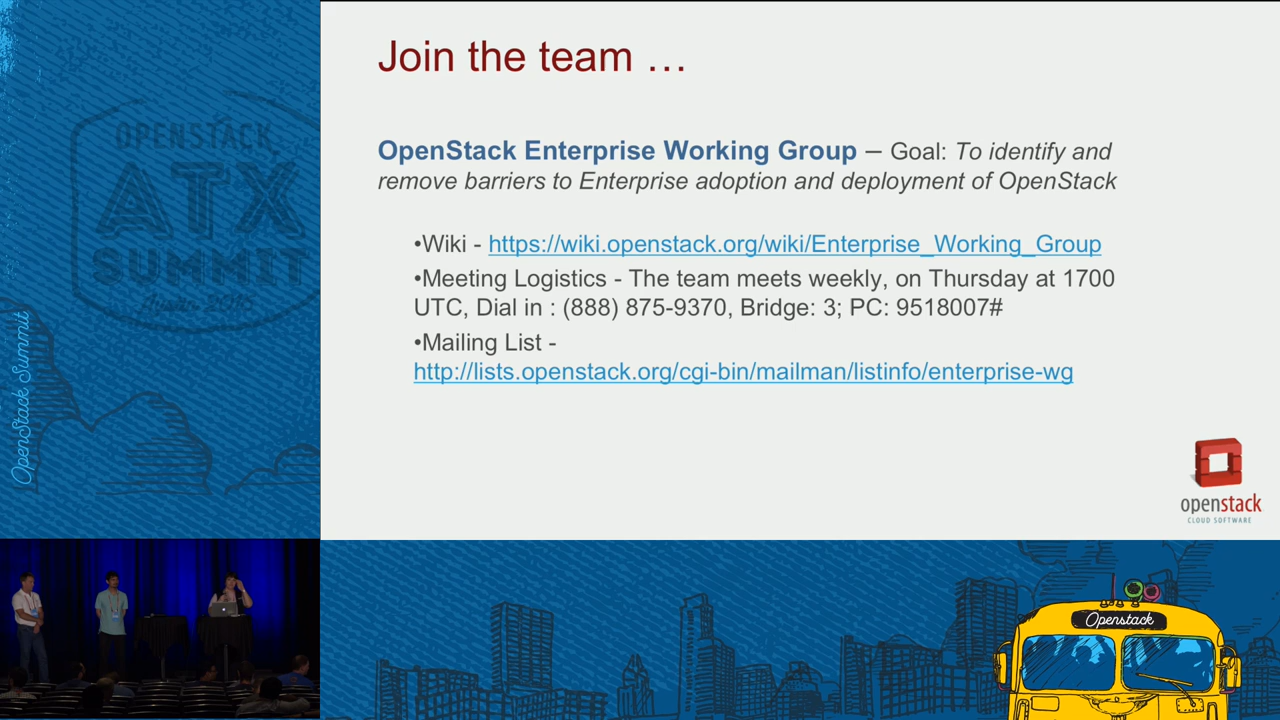 Join the team …
OpenStack Enterprise Working Group – Goal: To identify and
remove barriers to Enterprise adoption and deployment of OpenStack
•Wiki - https://wiki.openstack.org/wiki/Enterprise_Working_Group
•Meeting Logistics - The team meets weekly, on Thursday at 1700
UTC, Dial in : (888) 875-9370, Bridge: 3; PC: 9518007#
•Mailing List -
http://lists.openstack.org/cgi-bin/mailman/listinfo/enterprise-wg
openstack
CLOUD SOFTWARE
OPENSTACK
ATX
SUMMIT
Austin
OpenStack Summit
Openstack